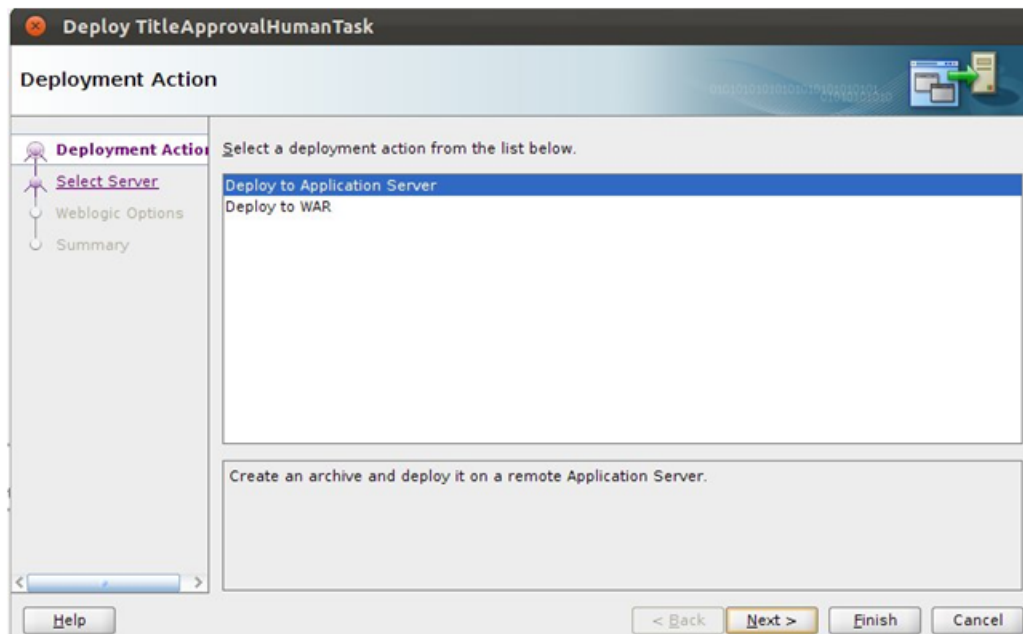 Deploy TitleApprovalHumanTask
Deployment Action
Deployment Action
Select Server
Weblogic Options
Summary
Select a deployment action from the list below.
Deploy to Application Server
Deploy to WAR
Create an archive and deploy it on a remote Application Server.
Help
< Back
Next >
Finish
Cancel